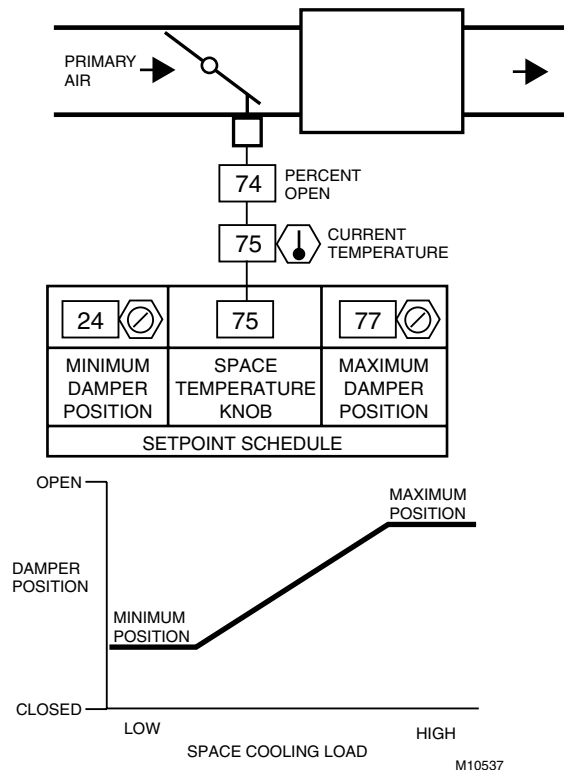 PRIMARY
AIR
74
PERCENT
OPEN
75
CURRENT
TEMPERATURE
24
75
77
MINIMUM
DAMPER
POSITION
SPACE
TEMPERATURE
KNOB
MAXIMUM
DAMPER
POSITION
SETPOINT SCHEDULE
OPEN
MAXIMUM
POSITION
DAMPER
POSITION
MINIMUM
POSITION
CLOSED
LOW
HIGH
SPACE COOLING LOAD
M10537